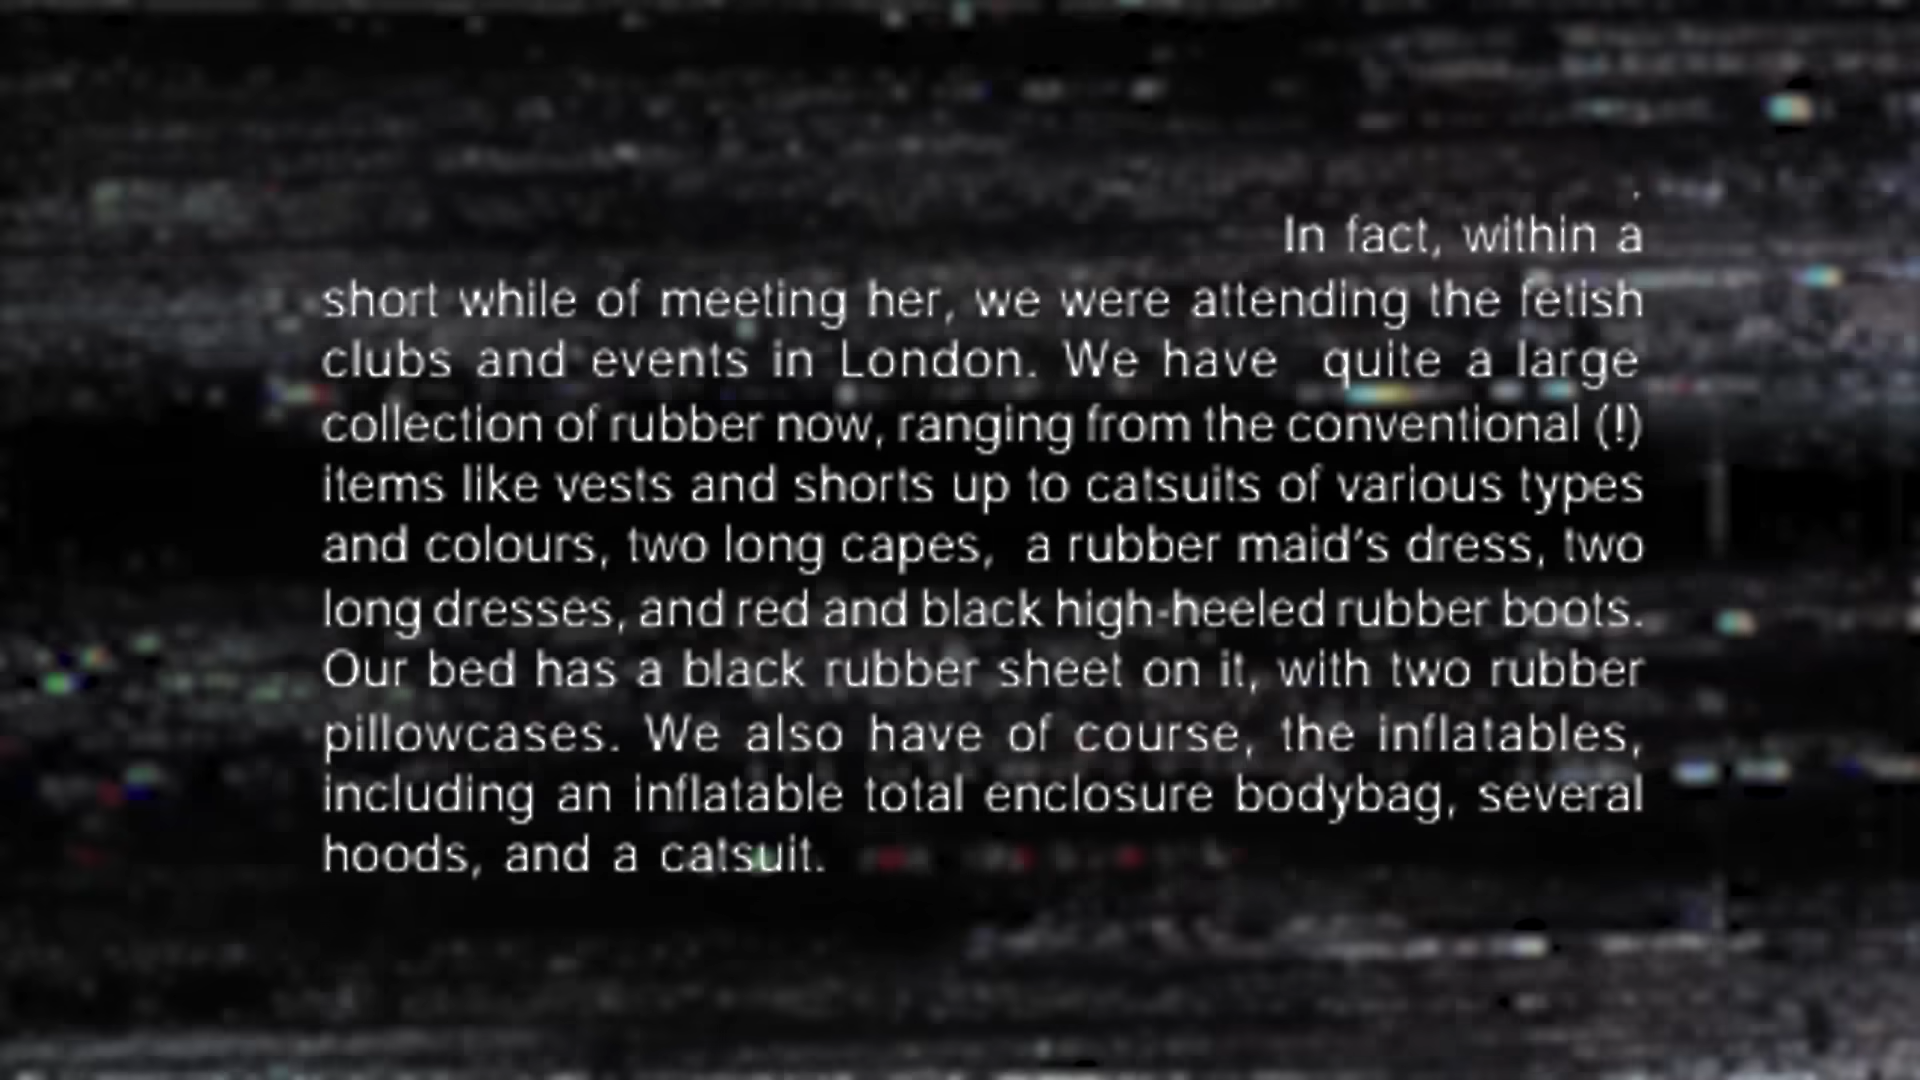 In fact, within a
short while of meeting her, we were attending the fetish
clubs and events in London. We have quite a large
collection of rubber now, ranging from the conventional (!)
items like vests and shorts up to catsuits of various types
and colours, two long capes, a rubber maid's dress, two
long dresses, and red and black high-heeled rubber boots.
Our bed has a black rubber sheet on it, with two rubber
pillowcases. We also have of course, the inflatables,
including an inflatable total enclosure bodybag, several
hoods, and a catsuit.